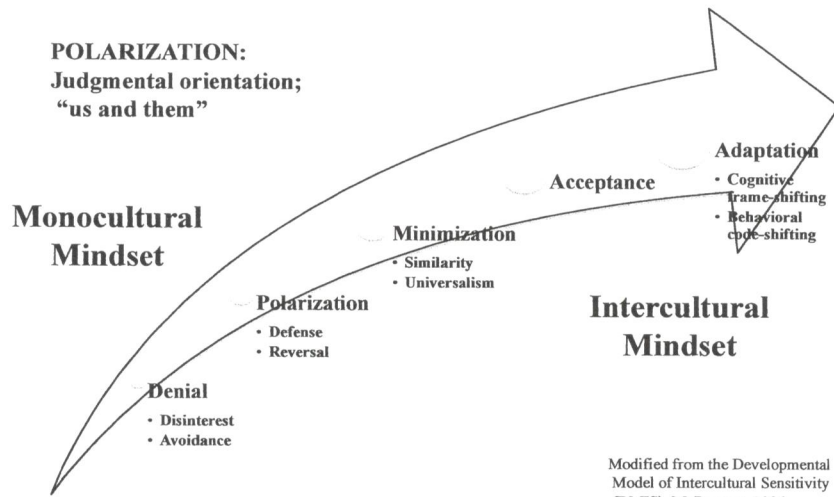 POLARIZATION:
Judgmental orientation;
“us and them”
Monocultural
Mindset
Adaptation
• Cognitive
frame-shifting
• Behavioral
code-shifting
Acceptance
Minimization
• Similarity
• Universalism
Polarization
• Defense
• Reversal
Denial
• Disinterest
• Avoidance
Intercultural
Mindset
Modified from the Developmental
Model of Intercultural Sensitivity